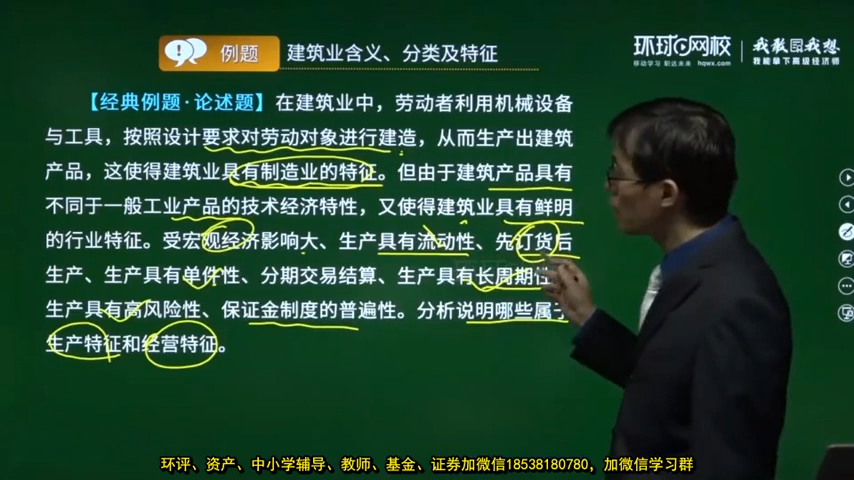 例题
建筑业含义、分类及特征
环球网校
移动学习 职达未来 hqwx.com
我敢图我想
我能拿下高级经济师
【经典例题·论述题】在建筑业中，劳动者利用机械设备
与工具，按照设计要求对劳动对象进行建造，从而生产出建筑
产品，这使得建筑业具有制造业的特征。但由于建筑产品具有
不同于一般工业产品的技术经济特性，又使得建筑业具有鲜明
的行业特征。受宏观经济影响大、生产具有流动性、先订货后
生产、生产具有单件性、分期交易结算、生产具有长周期性、
生产具有高风险性、保证金制度的普遍性。分析说明哪些属于
生产特征和经营特征。
环评、资产、中小学辅导、教师、基金、证券加微信18538180780，加微信学习群